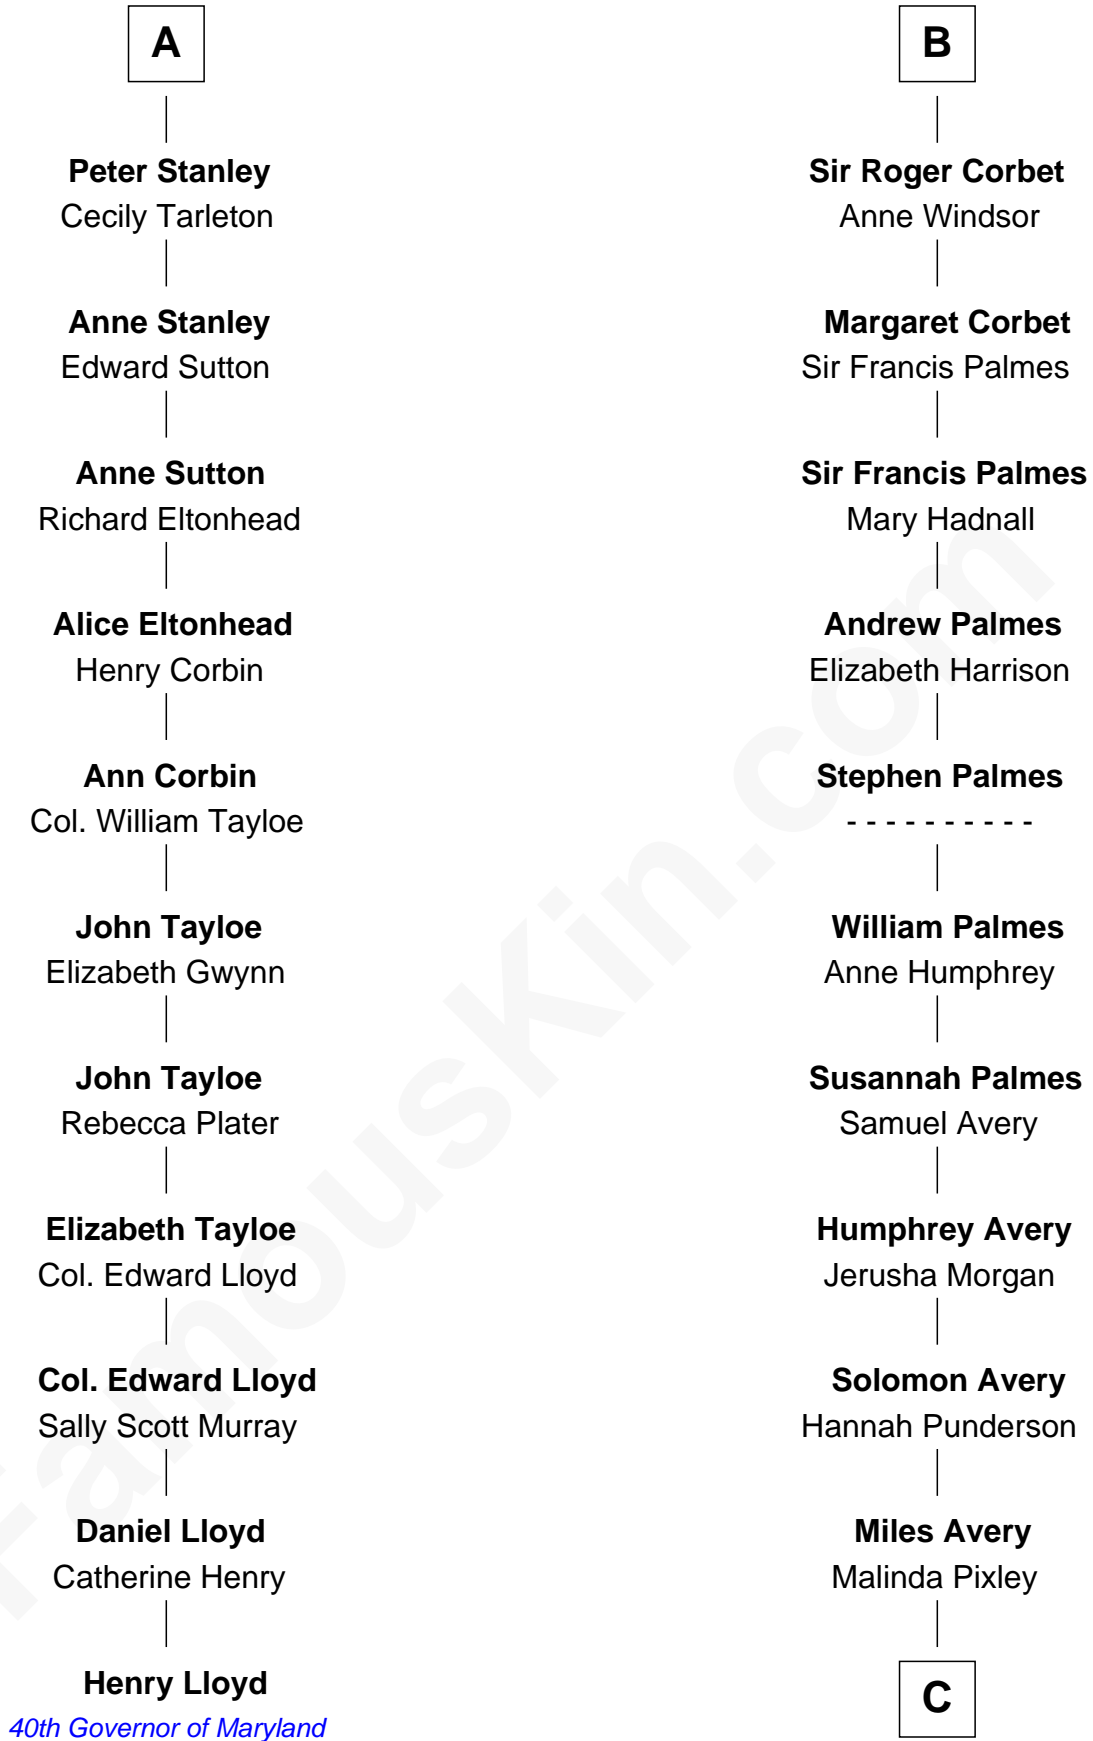 A
Peter Stanley
Cecily Tarleton
Anne Stanley
Edward Sutton
Anne Sutton
Richard Eltonhead
Alice Eltonhead
Henry Corbin
Ann Corbin
Col. William Tayloe
John Tayloe
Elizabeth Gwynn
John Tayloe
Rebecca Plater
Elizabeth Tayloe
Col. Edward Lloyd
Col. Edward Lloyd
Sally Scott Murray
Daniel Lloyd
Catherine Henry
Henry Lloyd
40th Governor of Maryland
B
Sir Roger Corbet
Anne Windsor
Margaret Corbet
Sir Francis Palmes
Sir Francis Palmes
Mary Hadnall
Andrew Palmes
Elizabeth Harrison
Stephen Palmes
- - - - - - - - - -
William Palmes
Anne Humphrey
Susannah Palmes
Samuel Avery
Humphrey Avery
Jerusha Morgan
Solomon Avery
Hannah Punderson
Miles Avery
Malinda Pixley
C
FamousKin.com